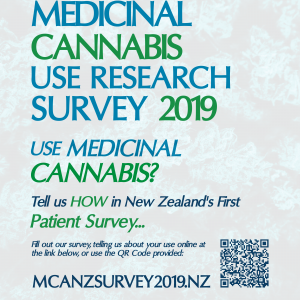 MEDICINAL
CANNABIS
USE RESEARCH
SURVEY 2019
USE MEDICINAL
CANNABIS?
Tell us HOW in New Zealand's First
Patient Survey...
Fill out our survey, telling us about your use online at
the link below, or use the QR Code provided:
MCANZSURVEY2019.NZ